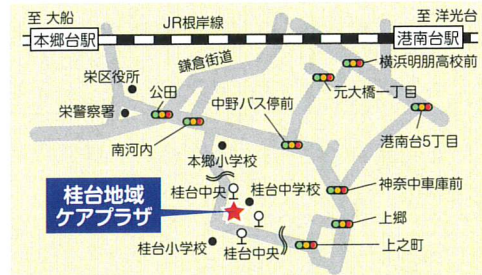 至 大船
JR根岸線
至 洋光台
本郷台駅
港南台駅
鎌倉街道
横浜明朋高校前
栄区役所
公田
元大橋一丁目
栄警察署
中野バス停前
港南台5丁目
南河内
本郷小学校
桂台中央
桂台中学校
神奈中車庫前
桂台地域
ケアプラザ
上郷
桂台小学校
桂台中央
上之町